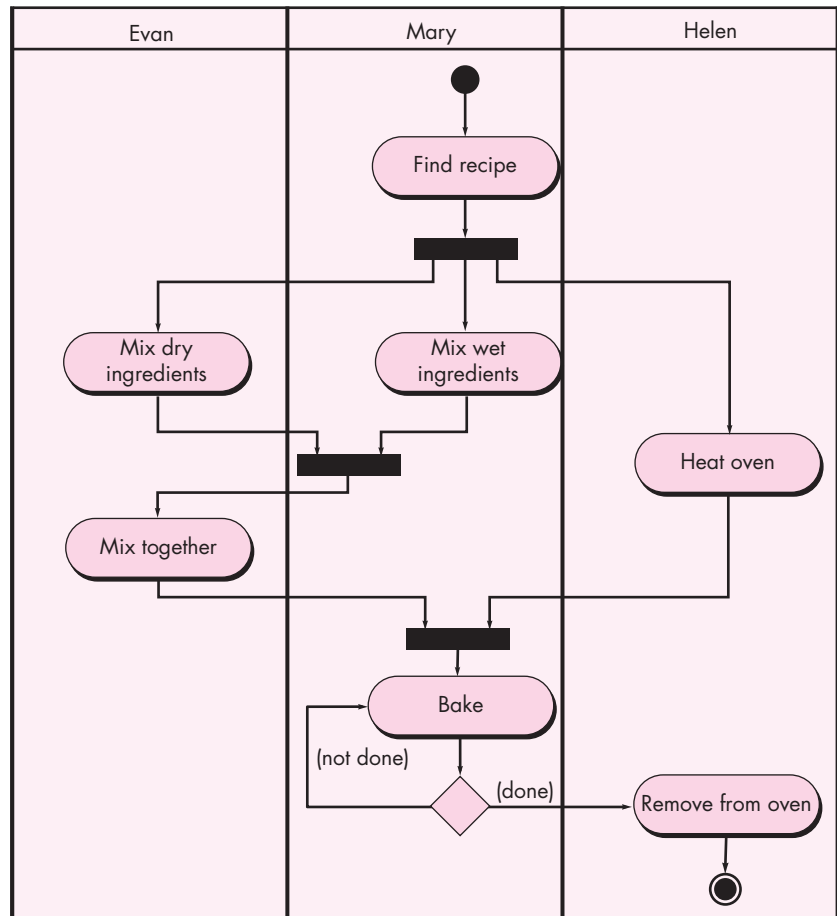 Evan
Mary
Helen
Find recipe
Mix dry
ingredients
Mix wet
ingredients
Heat oven
Mix together
Bake
(not done)
(done)
Remove from oven